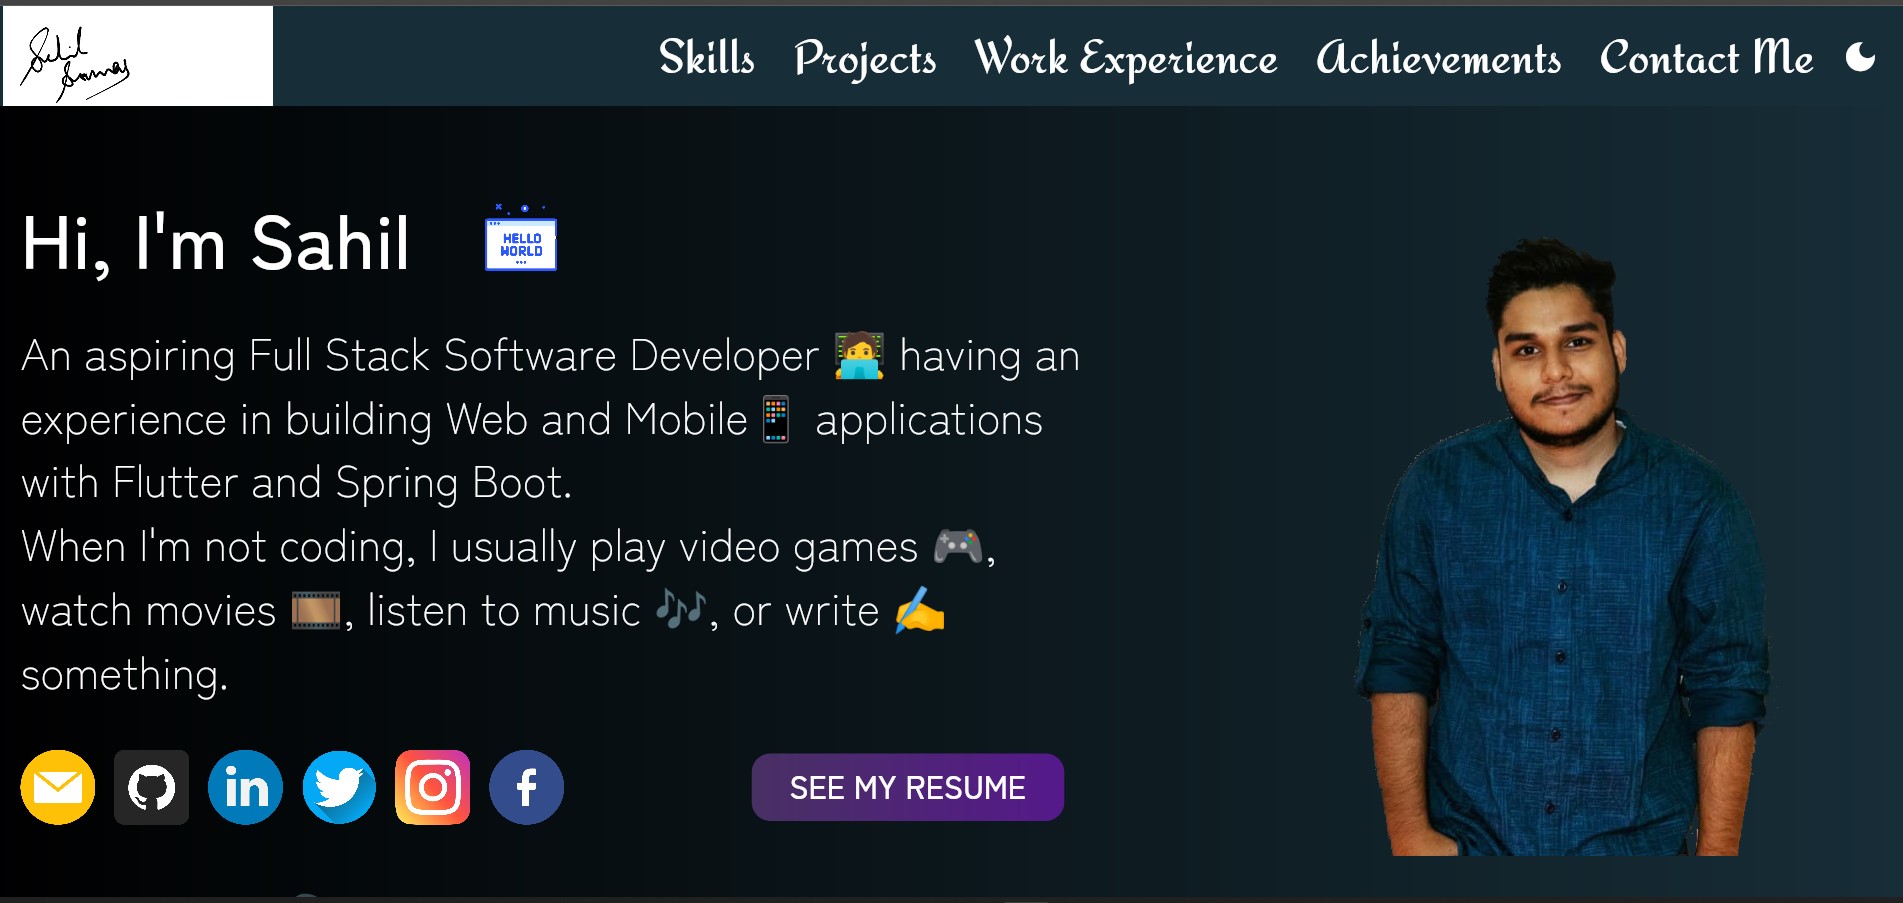 Sahil
Skills Projects Work Experience Achievements Contact Me
Hi, I'm Sahil
HELLO
WORLD
An aspiring Full Stack Software Developer 🧑‍💻 having an
experience in building Web and Mobile📱 applications
with Flutter and Spring Boot.
When I'm not coding, I usually play video games 🎮,
watch movies 🎞️, listen to music 🎶, or write ✍️
something.
in
f
SEE MY RESUME